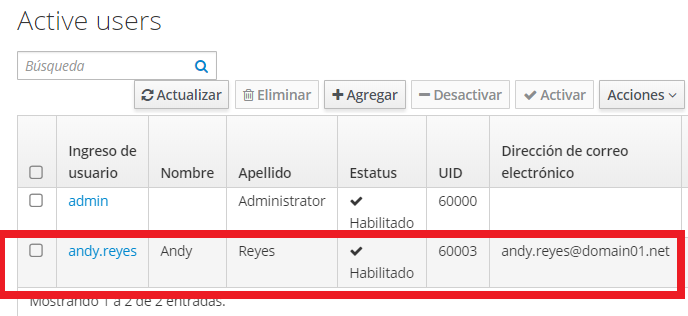 Active users
Búsqueda
Actualizar Eliminar Agregar Desactivar Activar Acciones
Ingreso de usuario Nombre Apellido Estatus UID Dirección de correo electrónico
admin Administrator Habilitado 60000
andy.reyes Andy Reyes Habilitado 60003 andy.reyes@domain01.net
Mostrando 1 a 2 de 2 entradas.